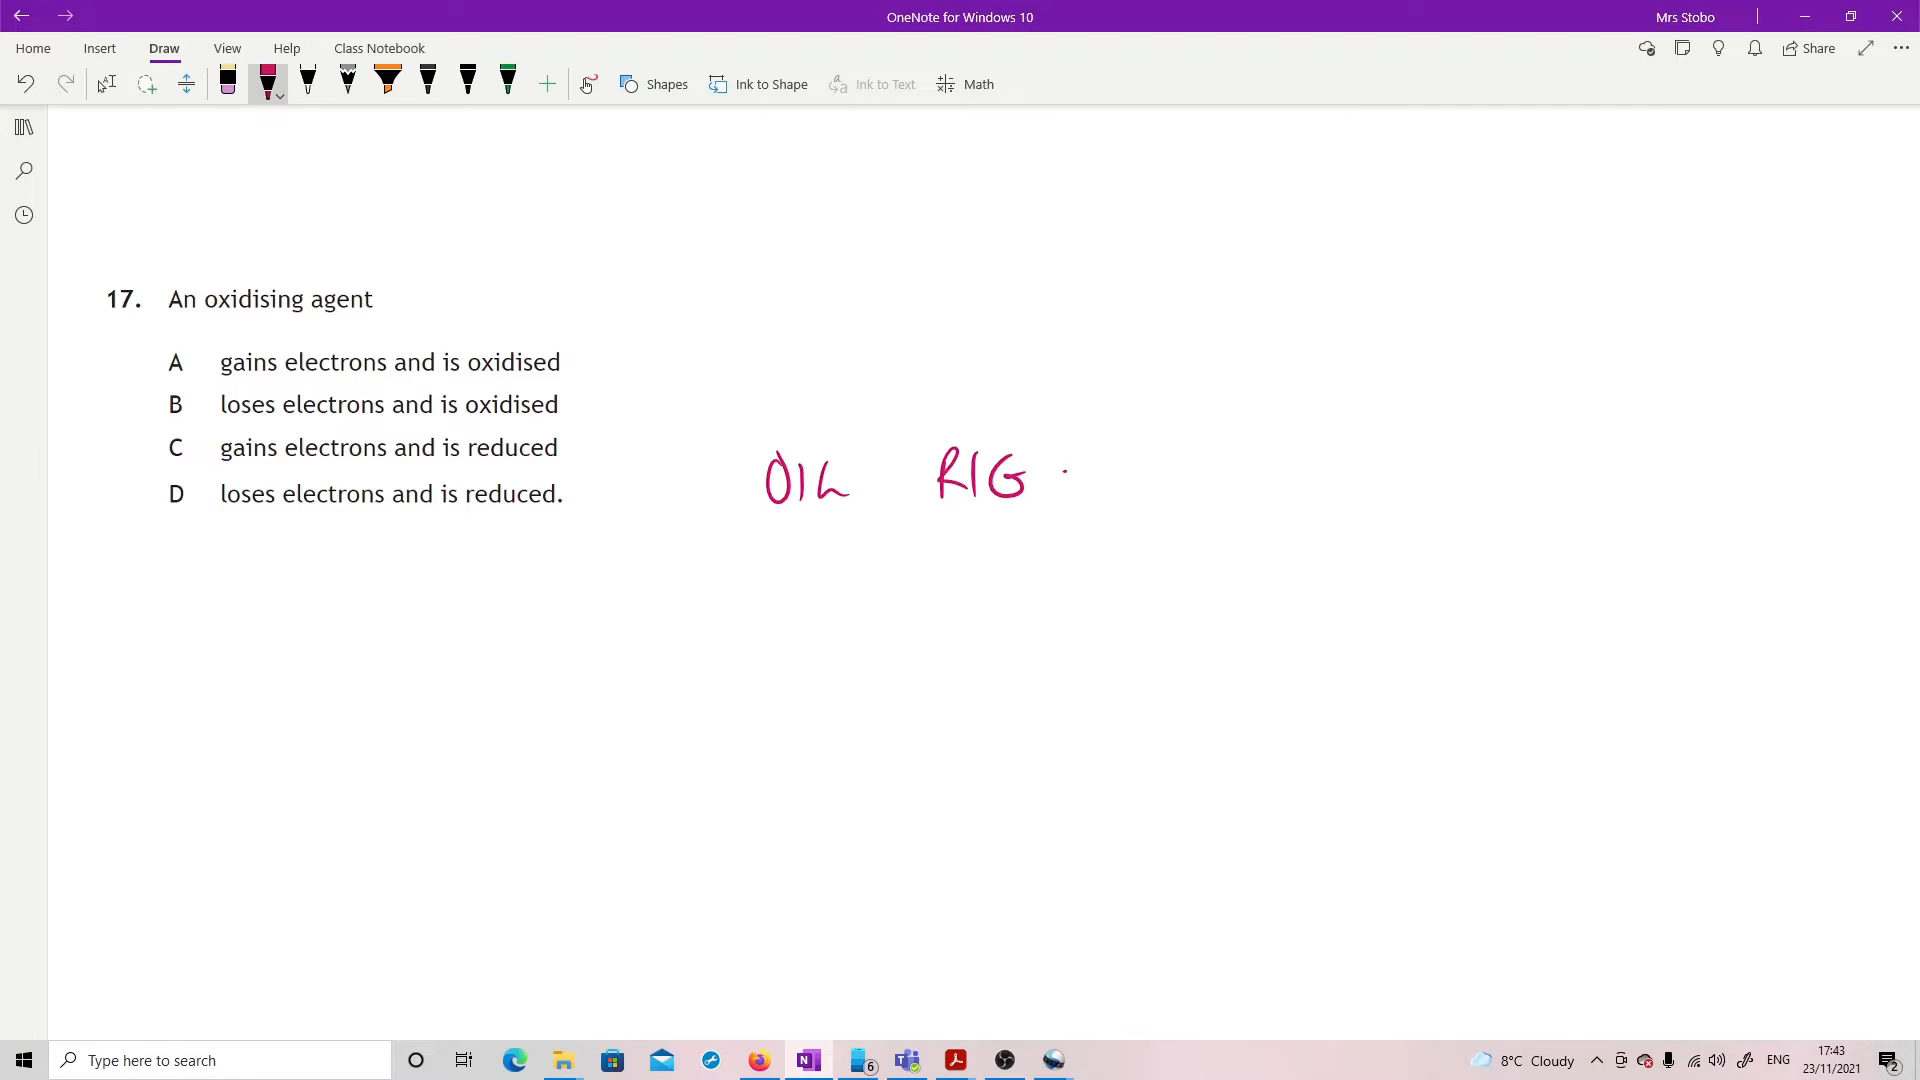 OneNote for Windows 10
Mrs Stobo
Home Insert Draw View Help Class Notebook
Share
Shapes Ink to Shape Ink to Text Math
17. An oxidising agent
A gains electrons and is oxidised
B loses electrons and is oxidised
C gains electrons and is reduced
D loses electrons and is reduced.
OIL RIG
Type here to search
6
8°C Cloudy
ENG
17:43
23/11/2021
2